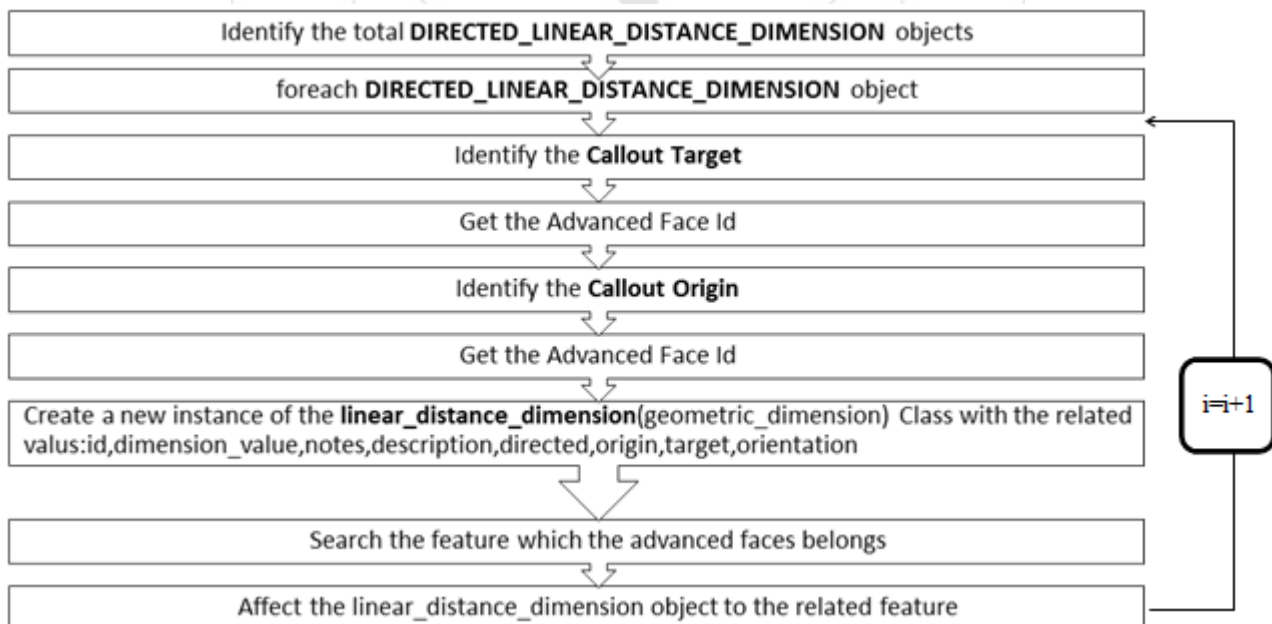 Identify the total DIRECTED_LINEAR_DISTANCE_DIMENSION objects
foreach DIRECTED_LINEAR_DISTANCE_DIMENSION object
Identify the Callout Target
Get the Advanced Face Id
Identify the Callout Origin
Get the Advanced Face Id
Create a new instance of the linear_distance_dimension(geometric_dimension) Class with the related
valus:id,dimension_value,notes,description,directed,origin,target,orientation
i=i+1
Search the feature which the advanced faces belongs
Affect the linear_distance_dimension object to the related feature